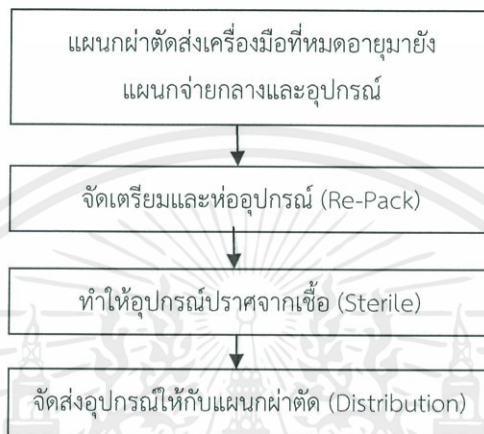 แผนกผ่าตัดส่งเครื่องมือที่หมดอายุมายัง
แผนกจ่ายกลางและอุปกรณ์
จัดเตรียมและห่ออุปกรณ์ (Re-Pack)
ทำให้อุปกรณ์ปราศจากเชื้อ (Sterile)
จัดส่งอุปกรณ์ให้กับแผนกผ่าตัด (Distribution)